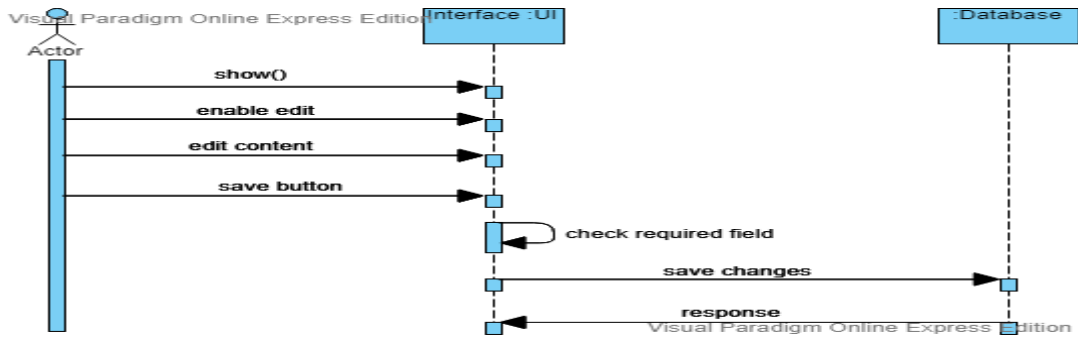 Visual Paradigm Online Express Edition
Interface :UI
:Database
Actor
show()
enable edit
edit content
save button
check required field
save changes
response
Visual Paradigm Online Express Edition